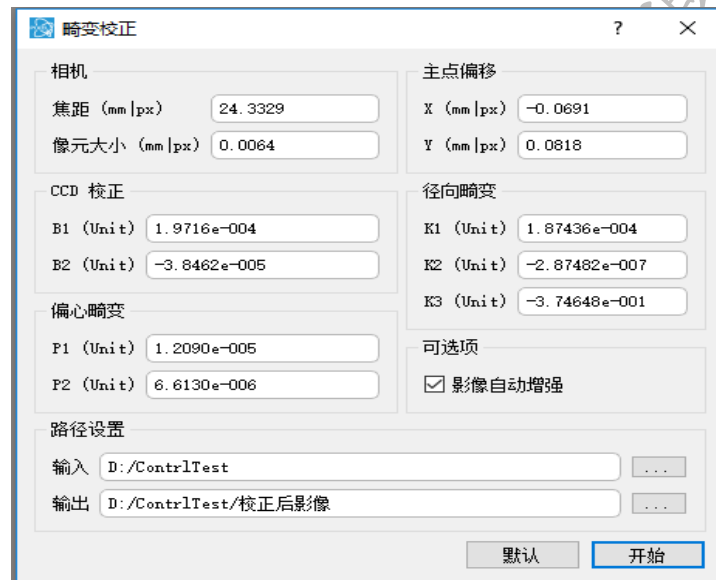 畸变校正 ?
相机
焦距 (mm|px) 24.3329
像元大小 (mm|px) 0.0064
主点偏移
X (mm|px) -0.0691
Y (mm|px) 0.0818
CCD 校正
B1 (Unit) 1.9716e-004
B2 (Unit) -3.8462e-005
径向畸变
K1 (Unit) 1.87436e-004
K2 (Unit) -2.87482e-007
K3 (Unit) -3.74648e-001
偏心畸变
P1 (Unit) 1.2090e-005
P2 (Unit) 6.6130e-006
可选项
影像自动增强
路径设置
输入 D:/ContrlTest ...
输出 D:/ContrlTest/校正后影像 ...
默认 开始